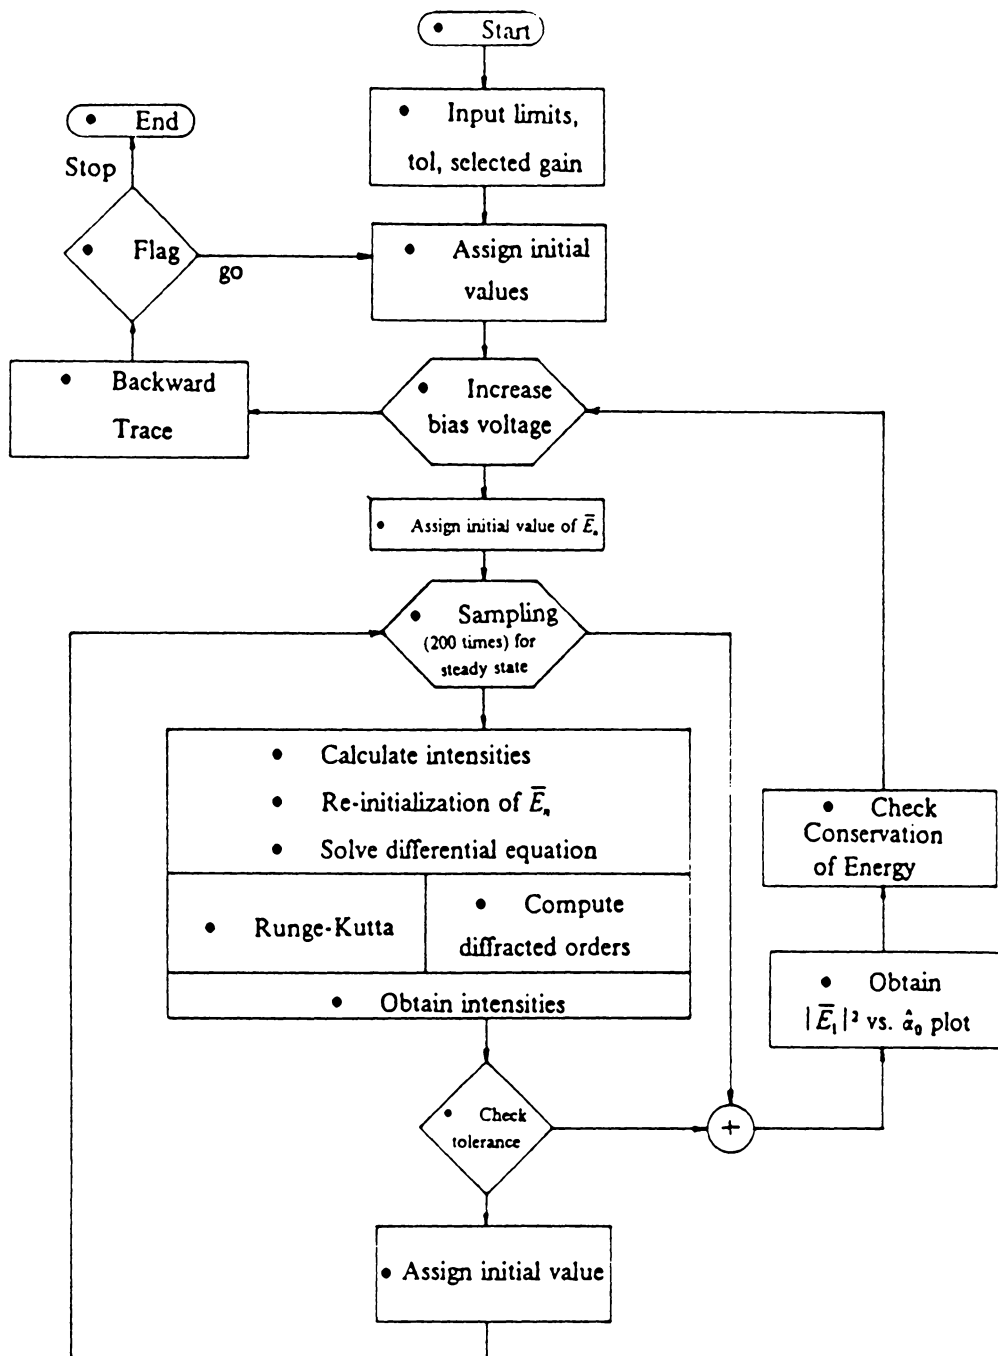 • Start
• Input limits,
tol, selected gain
• End
Stop
• Flag
go
• Assign initial
values
• Backward
Trace
• Increase
bias voltage
• Assign initial value of E̅ₙ
• Sampling
(200 times) for
steady state
• Calculate intensities
• Re-initialization of E̅ₙ
• Solve differential equation
• Runge-Kutta
• Compute
diffracted orders
• Obtain intensities
• Check
Conservation
of Energy
• Obtain
|E̅₁|² vs. α̂₀ plot
• Check
tolerance
+
• Assign initial value